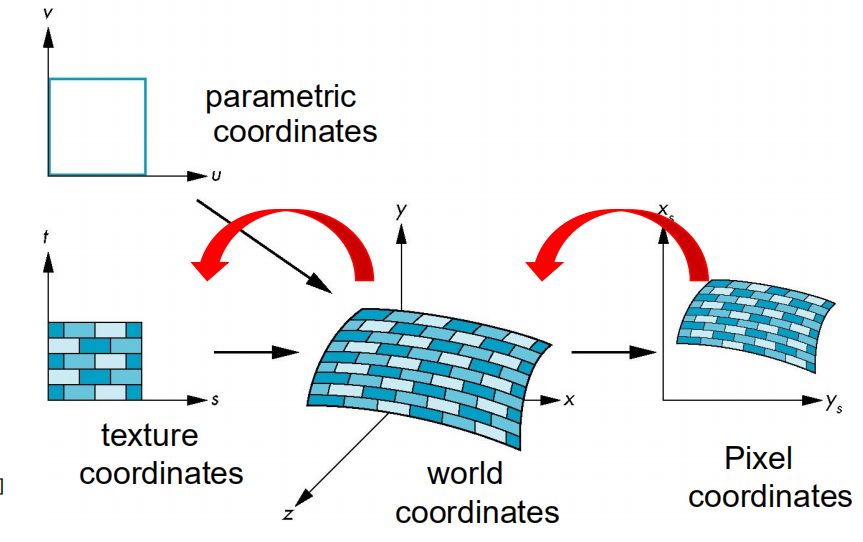 v
parametric
coordinates
u
t
y
x_s
s
x
y_s
texture
coordinates
world
coordinates
Pixel
coordinates
z
]